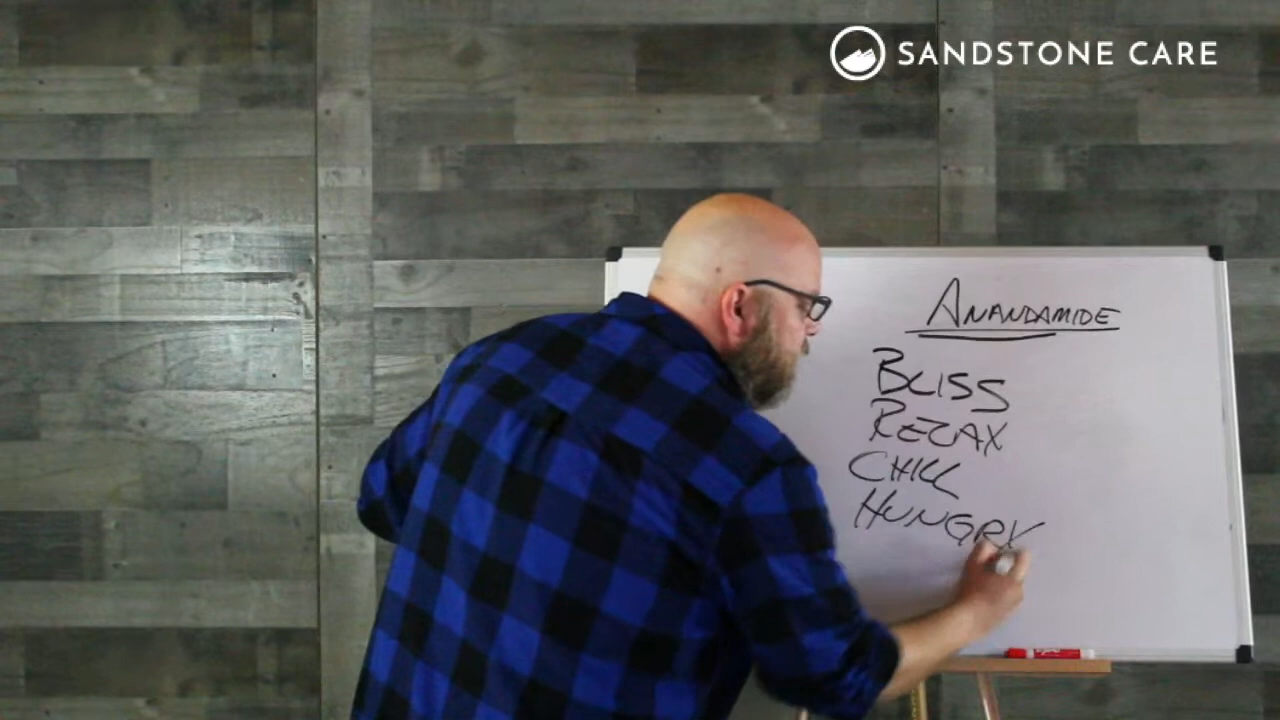 SANDSTONE CARE
ANANDAMIDE
BLISS
RELAX
CHILL
HUNGRY